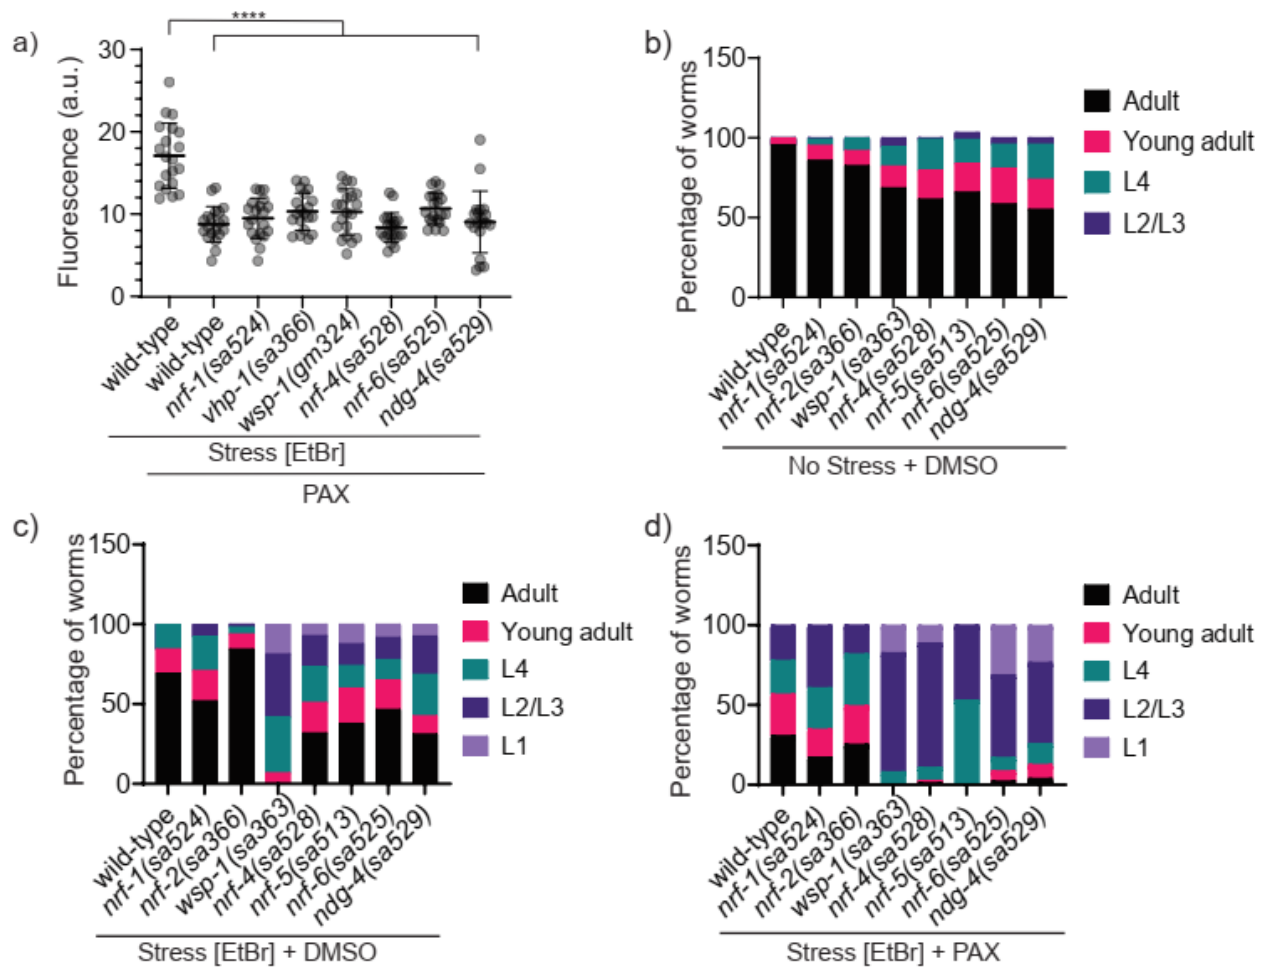 a)
****
Fluorescence (a.u.)
30
20
10
0
wild-type
wild-type
nrf-1(sa524)
vhp-1(sa366)
wsp-1(gm324)
nrf-4(sa528)
nrf-6(sa525)
ndg-4(sa529)
Stress [EtBr]
PAX
b)
Percentage of worms
150
100
50
0
Adult
Young adult
L4
L2/L3
wild-type
nrf-1(sa524)
nrf-2(sa366)
wsp-1(sa363)
nrf-4(sa528)
nrf-5(sa513)
nrf-6(sa525)
ndg-4(sa529)
No Stress + DMSO
c)
Percentage of worms
150
100
50
0
Adult
Young adult
L4
L2/L3
L1
wild-type
nrf-1(sa524)
nrf-2(sa366)
wsp-1(sa363)
nrf-4(sa528)
nrf-5(sa513)
nrf-6(sa525)
ndg-4(sa529)
Stress [EtBr] + DMSO
d)
Percentage of worms
150
100
50
0
Adult
Young adult
L4
L2/L3
L1
wild-type
nrf-1(sa524)
nrf-2(sa366)
wsp-1(sa363)
nrf-4(sa528)
nrf-5(sa513)
nrf-6(sa525)
ndg-4(sa529)
Stress [EtBr] + PAX